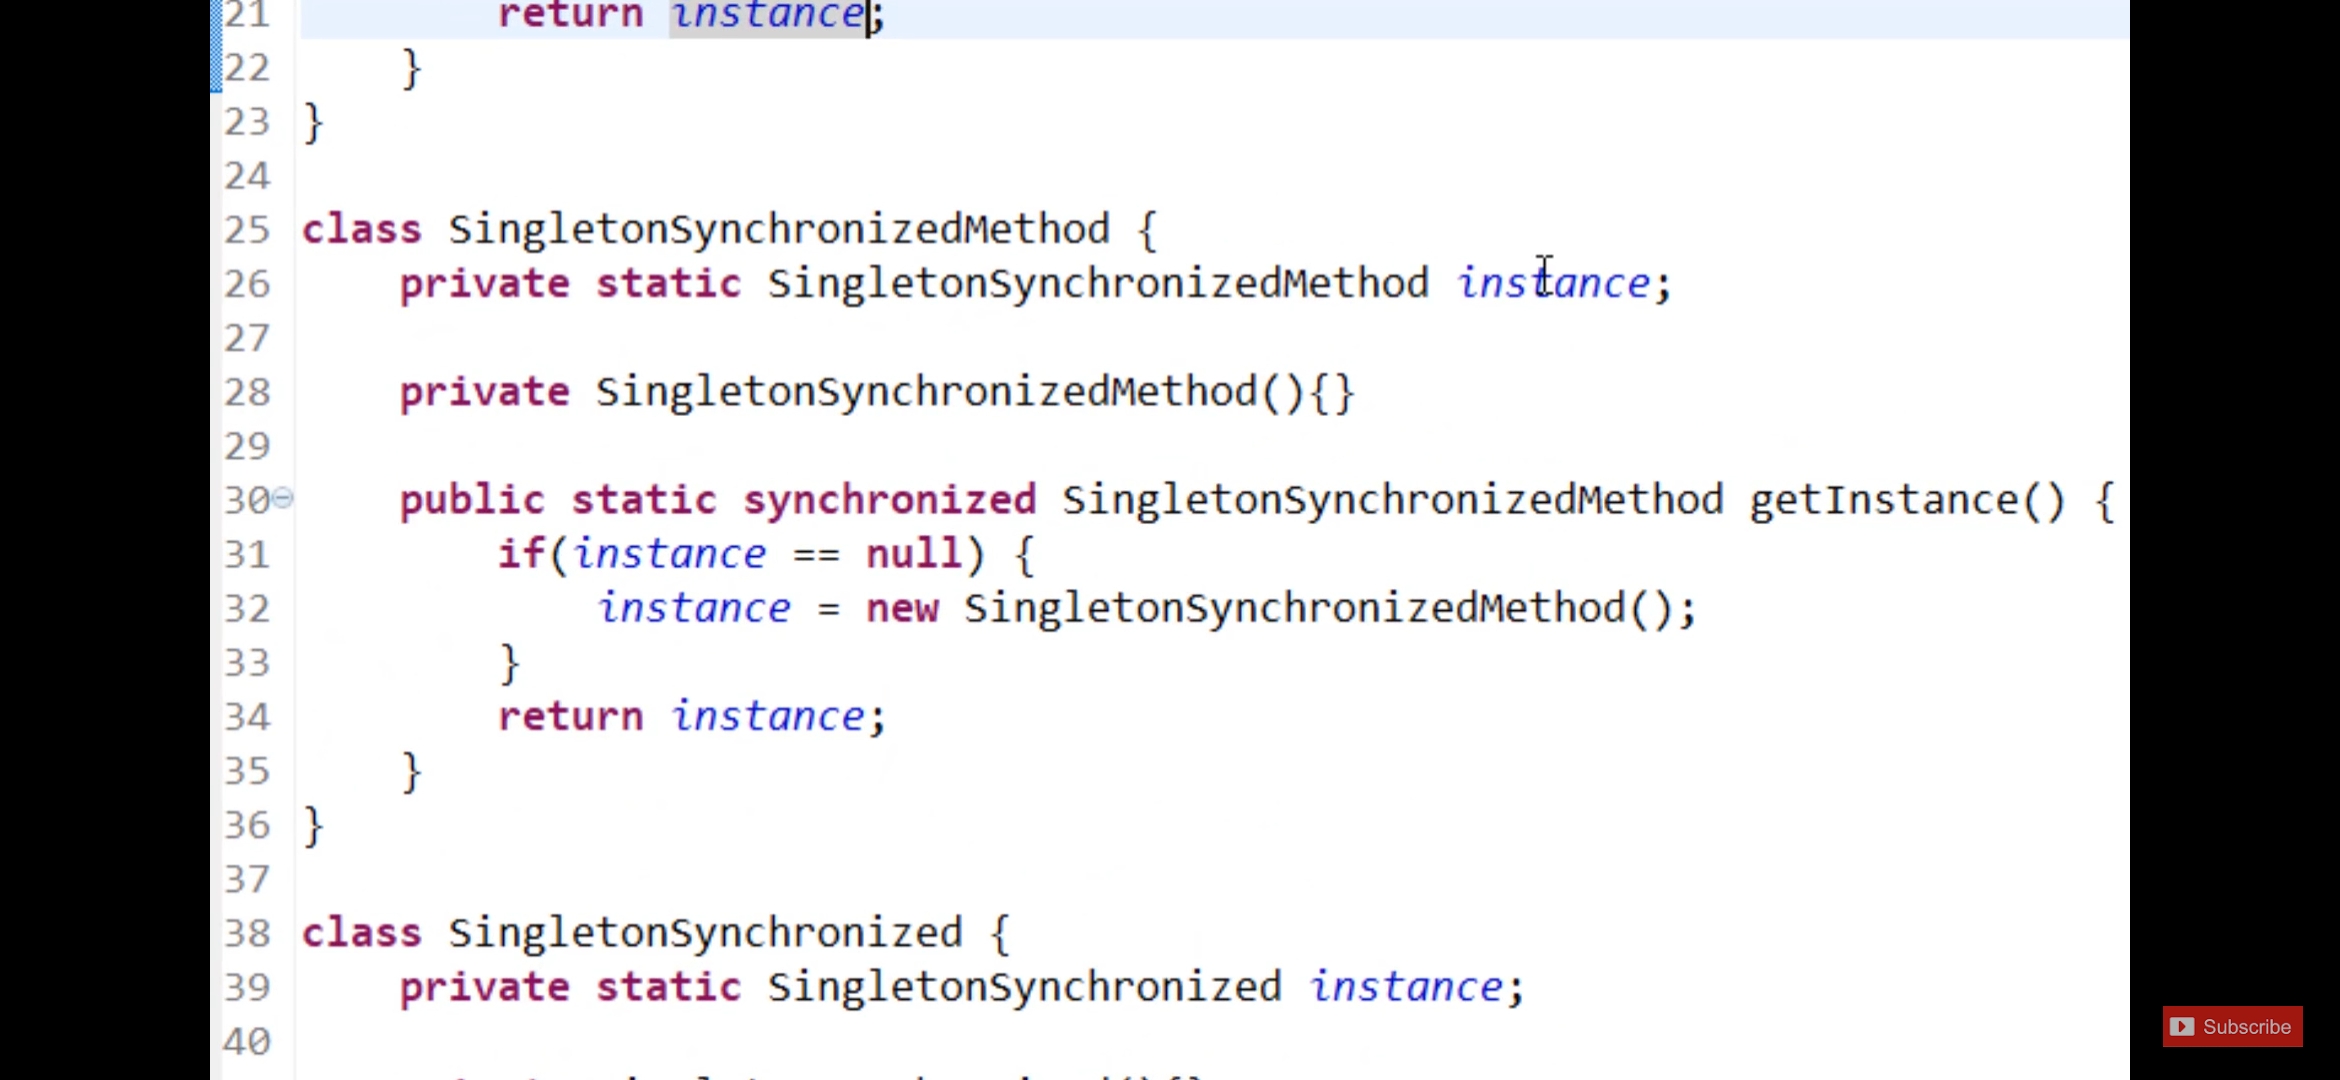 21 return instance;
22 }
23 }
24
25 class SingletonSynchronizedMethod {
26 private static SingletonSynchronizedMethod instance;
27
28 private SingletonSynchronizedMethod(){}
29
30 public static synchronized SingletonSynchronizedMethod getInstance() {
31 if(instance == null) {
32 instance = new SingletonSynchronizedMethod();
33 }
34 return instance;
35 }
36 }
37
38 class SingletonSynchronized {
39 private static SingletonSynchronized instance;
40
Subscribe